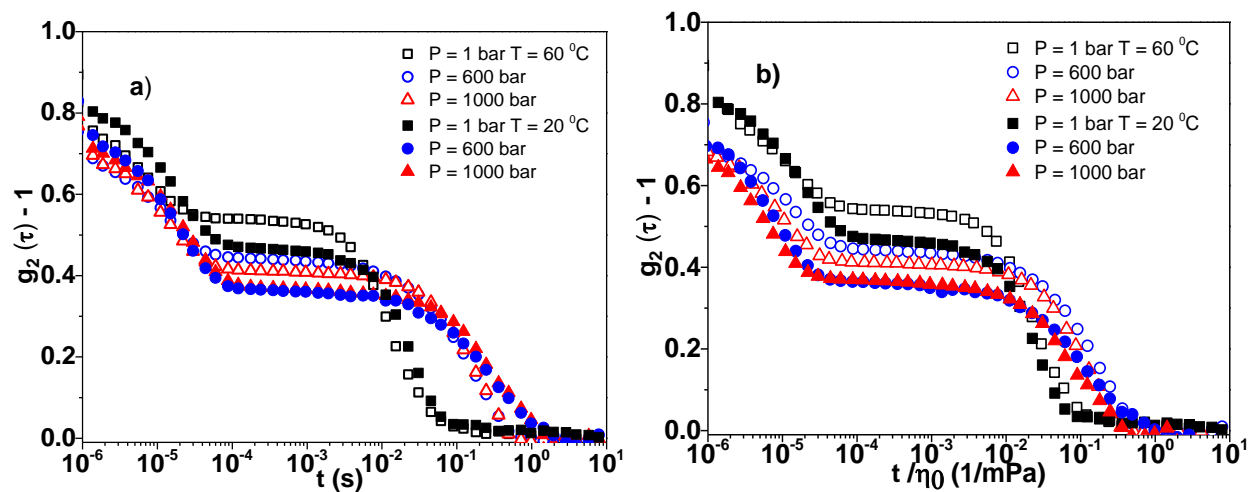 a)
P = 1 bar T = 60 ⁰C
P = 600 bar
P = 1000 bar
P = 1 bar T = 20 ⁰C
P = 600 bar
P = 1000 bar
1.0
0.8
0.6
0.4
0.2
0.0
g₂(τ) - 1
10⁻⁶ 10⁻⁵ 10⁻⁴ 10⁻³ 10⁻² 10⁻¹ 10⁰ 10¹
t (s)
b)
P = 1 bar T = 60 ⁰C
P = 600 bar
P = 1000 bar
P = 1 bar T = 20 ⁰C
P = 600 bar
P = 1000 bar
1.0
0.8
0.6
0.4
0.2
0.0
g₂(τ) - 1
10⁻⁶ 10⁻⁵ 10⁻⁴ 10⁻³ 10⁻² 10⁻¹ 10⁰ 10¹
t /η0 (1/mPa)